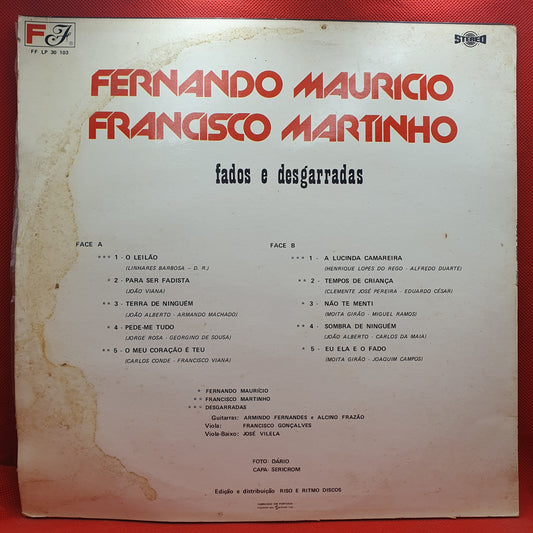 FF
FF LP 30 103
STEREO
FERNANDO MAURICIO
FRANCISCO MARTINHO
fados e desgarradas
FACE A
*** 1 - O LEILÃO
(LINHARES BARBOSA – D. R.)
* 2 - PARA SER FADISTA
(JOÃO VIANA)
** 3 - TERRA DE NINGUÉM
(JOÃO ALBERTO - ARMANDO MACHADO)
* 4 - PEDE-ME TUDO
(JORGE ROSA - GEORGINO DE SOUSA)
** 5 - O MEU CORAÇÃO E TEU
(CARLOS CONDE - FRANCISCO VIANA)
FACE B
*** 1 - A LUCINDA CAMAREIRA
(HENRIQUE LOPES DO REGO - ALFREDO DUARTE)
** 2 - TEMPOS DE CRIANÇA
(CLEMENTE JOSÉ PEREIRA - EDUARDO CÉSAR)
* 3 - NÃO TE MENTI
(MOITA GIRÃO - MIGUEL RAMOS)
** 4 - SOMBRA DE NINGUÉM
(JOÃO ALBERTO - CARLOS DA MAIA)
* 5 - EU ELA E O FADO
(MOITA GIRÃO - JOAQUIM CAMPOS)
* FERNANDO MAURÍCIO
** FRANCISCO MARTINHO
*** DESGARRADAS
Guitarras: ARMINDO FERNANDES e ALCINO FRAZÃO
Viola: FRANCISCO GONÇALVES
Viola-Baixo: JOSÉ VILELA
FOTO: DÁRIO
CAPA: SERICROM
Edição e distribuição RISO E RITMO DISCOS
FABRICADO EM PORTUGAL